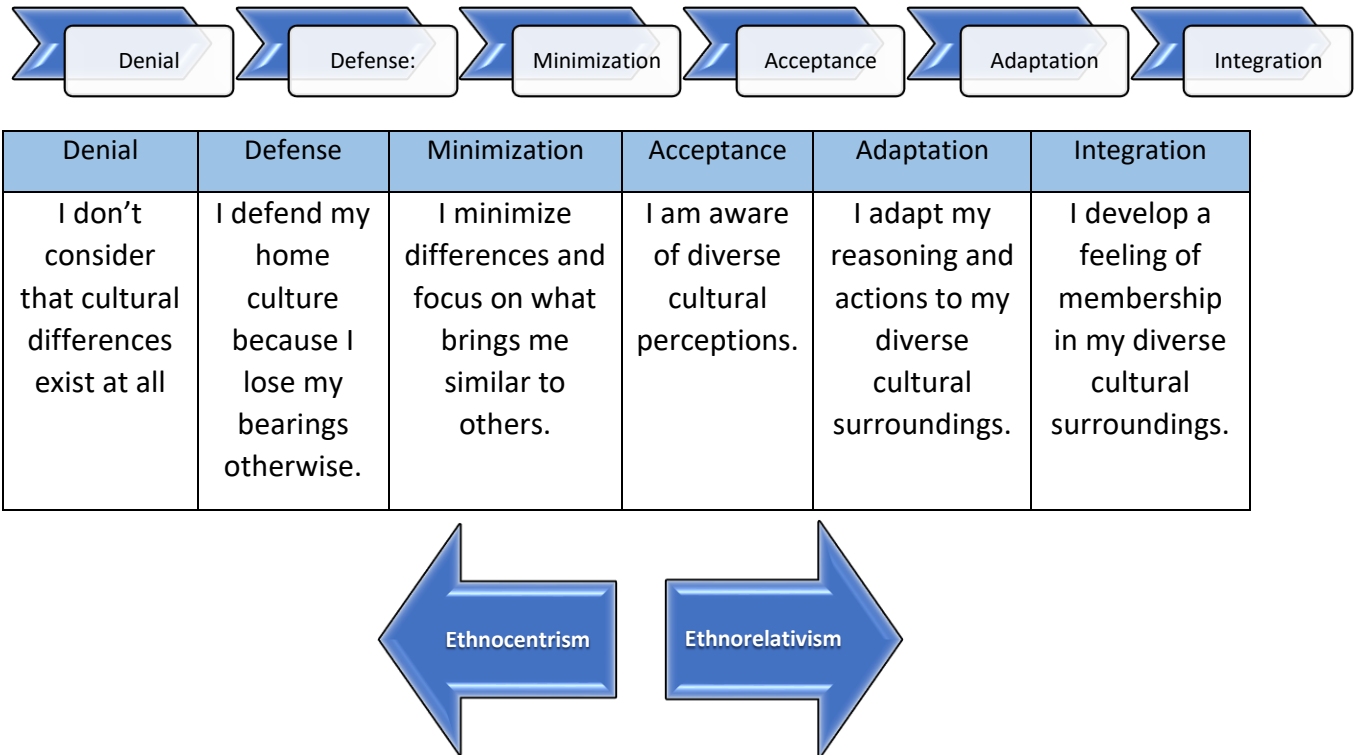 Denial
Defense:
Minimization
Acceptance
Adaptation
Integration
Denial
Defense
Minimization
Acceptance
Adaptation
Integration
I don’t
consider
that cultural
differences
exist at all
I defend my
home
culture
because I
lose my
bearings
otherwise.
I minimize
differences and
focus on what
brings me
similar to
others.
I am aware
of diverse
cultural
perceptions.
I adapt my
reasoning and
actions to my
diverse
cultural
surroundings.
I develop a
feeling of
membership
in my diverse
cultural
surroundings.
Ethnocentrism
Ethnorelativism